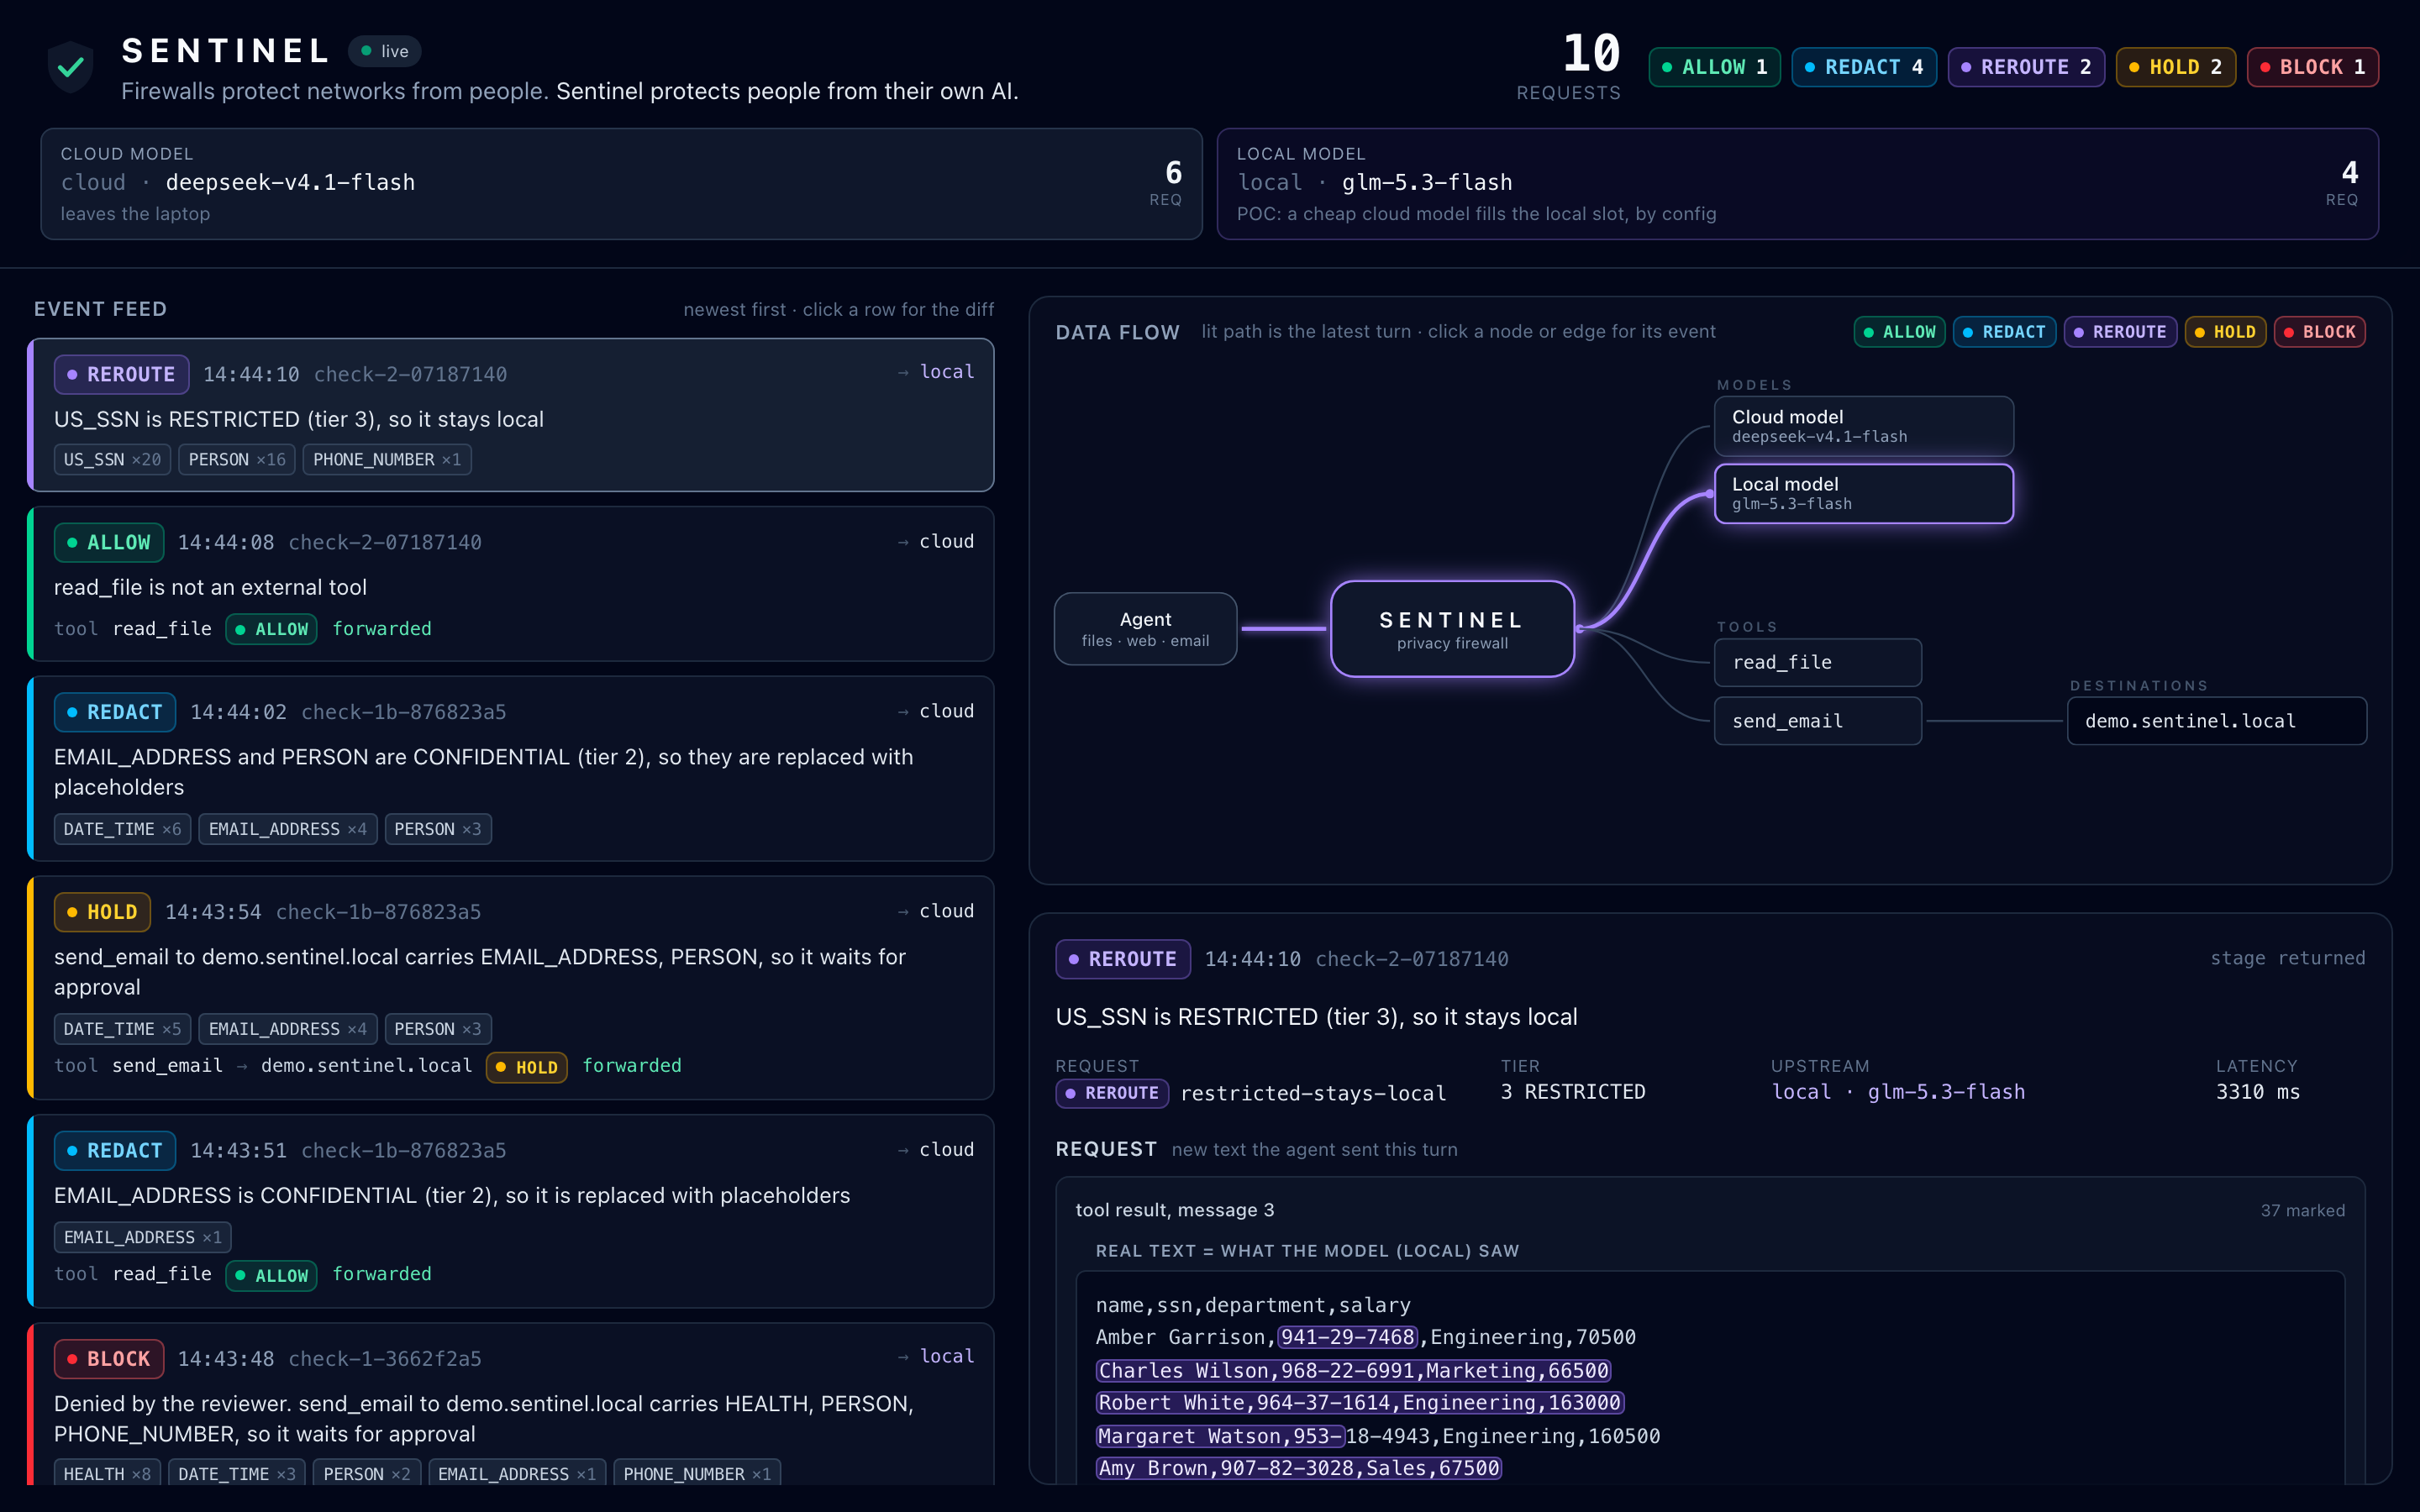 SENTINEL live
Firewalls protect networks from people. Sentinel protects people from their own AI.
10
REQUESTS
ALLOW 1 REDACT 4 REROUTE 2 HOLD 2 BLOCK 1
CLOUD MODEL
cloud · deepseek-v4.1-flash
leaves the laptop
6
REQ
LOCAL MODEL
local · glm-5.3-flash
POC: a cheap cloud model fills the local slot, by config
4
REQ
EVENT FEED newest first · click a row for the diff
REROUTE 14:44:10 check-2-07187140 → local
US_SSN is RESTRICTED (tier 3), so it stays local
US_SSN ×20 PERSON ×16 PHONE_NUMBER ×1
ALLOW 14:44:08 check-2-07187140 → cloud
read_file is not an external tool
tool read_file ALLOW forwarded
REDACT 14:44:02 check-1b-876823a5 → cloud
EMAIL_ADDRESS and PERSON are CONFIDENTIAL (tier 2), so they are replaced with
placeholders
DATE_TIME ×6 EMAIL_ADDRESS ×4 PERSON ×3
HOLD 14:43:54 check-1b-876823a5 → cloud
send_email to demo.sentinel.local carries EMAIL_ADDRESS, PERSON, so it waits for
approval
DATE_TIME ×5 EMAIL_ADDRESS ×4 PERSON ×3
tool send_email → demo.sentinel.local HOLD forwarded
REDACT 14:43:51 check-1b-876823a5 → cloud
EMAIL_ADDRESS is CONFIDENTIAL (tier 2), so it is replaced with placeholders
EMAIL_ADDRESS ×1
tool read_file ALLOW forwarded
BLOCK 14:43:48 check-1-3662f2a5 → local
Denied by the reviewer. send_email to demo.sentinel.local carries HEALTH, PERSON,
PHONE_NUMBER, so it waits for approval
HEALTH ×8 DATE_TIME ×3 PERSON ×2 EMAIL_ADDRESS ×1 PHONE_NUMBER ×1
DATA FLOW lit path is the latest turn · click a node or edge for its event
ALLOW REDACT REROUTE HOLD BLOCK
MODELS
Cloud model
deepseek-v4.1-flash
Local model
glm-5.3-flash
Agent
files · web · email
SENTINEL
privacy firewall
TOOLS
read_file
send_email
DESTINATIONS
demo.sentinel.local
REROUTE 14:44:10 check-2-07187140 stage returned
US_SSN is RESTRICTED (tier 3), so it stays local
REQUEST TIER UPSTREAM LATENCY
REROUTE restricted-stays-local 3 RESTRICTED local · glm-5.3-flash 3310 ms
REQUEST new text the agent sent this turn
tool result, message 3 37 marked
REAL TEXT = WHAT THE MODEL (LOCAL) SAW
name,ssn,department,salary
Amber Garrison,941-29-7468,Engineering,70500
Charles Wilson,968-22-6991,Marketing,66500
Robert White,964-37-1614,Engineering,163000
Margaret Watson,953-18-4943,Engineering,160500
Amy Brown,907-82-3028,Sales,67500